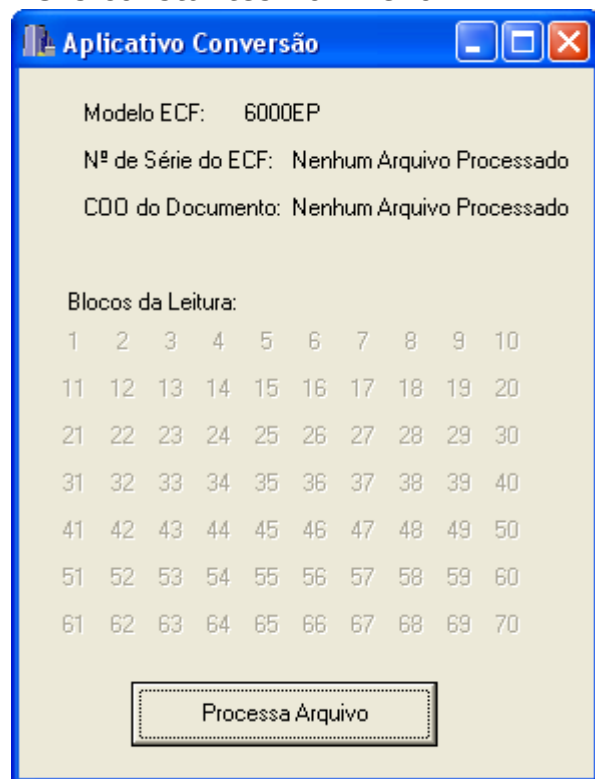 Aplicativo Conversão
Modelo ECF: 6000EP
Nº de Série do ECF: Nenhum Arquivo Processado
COO do Documento: Nenhum Arquivo Processado
Blocos da Leitura:
1 2 3 4 5 6 7 8 9 10
11 12 13 14 15 16 17 18 19 20
21 22 23 24 25 26 27 28 29 30
31 32 33 34 35 36 37 38 39 40
41 42 43 44 45 46 47 48 49 50
51 52 53 54 55 56 57 58 59 60
61 62 63 64 65 66 67 68 69 70
Processa Arquivo